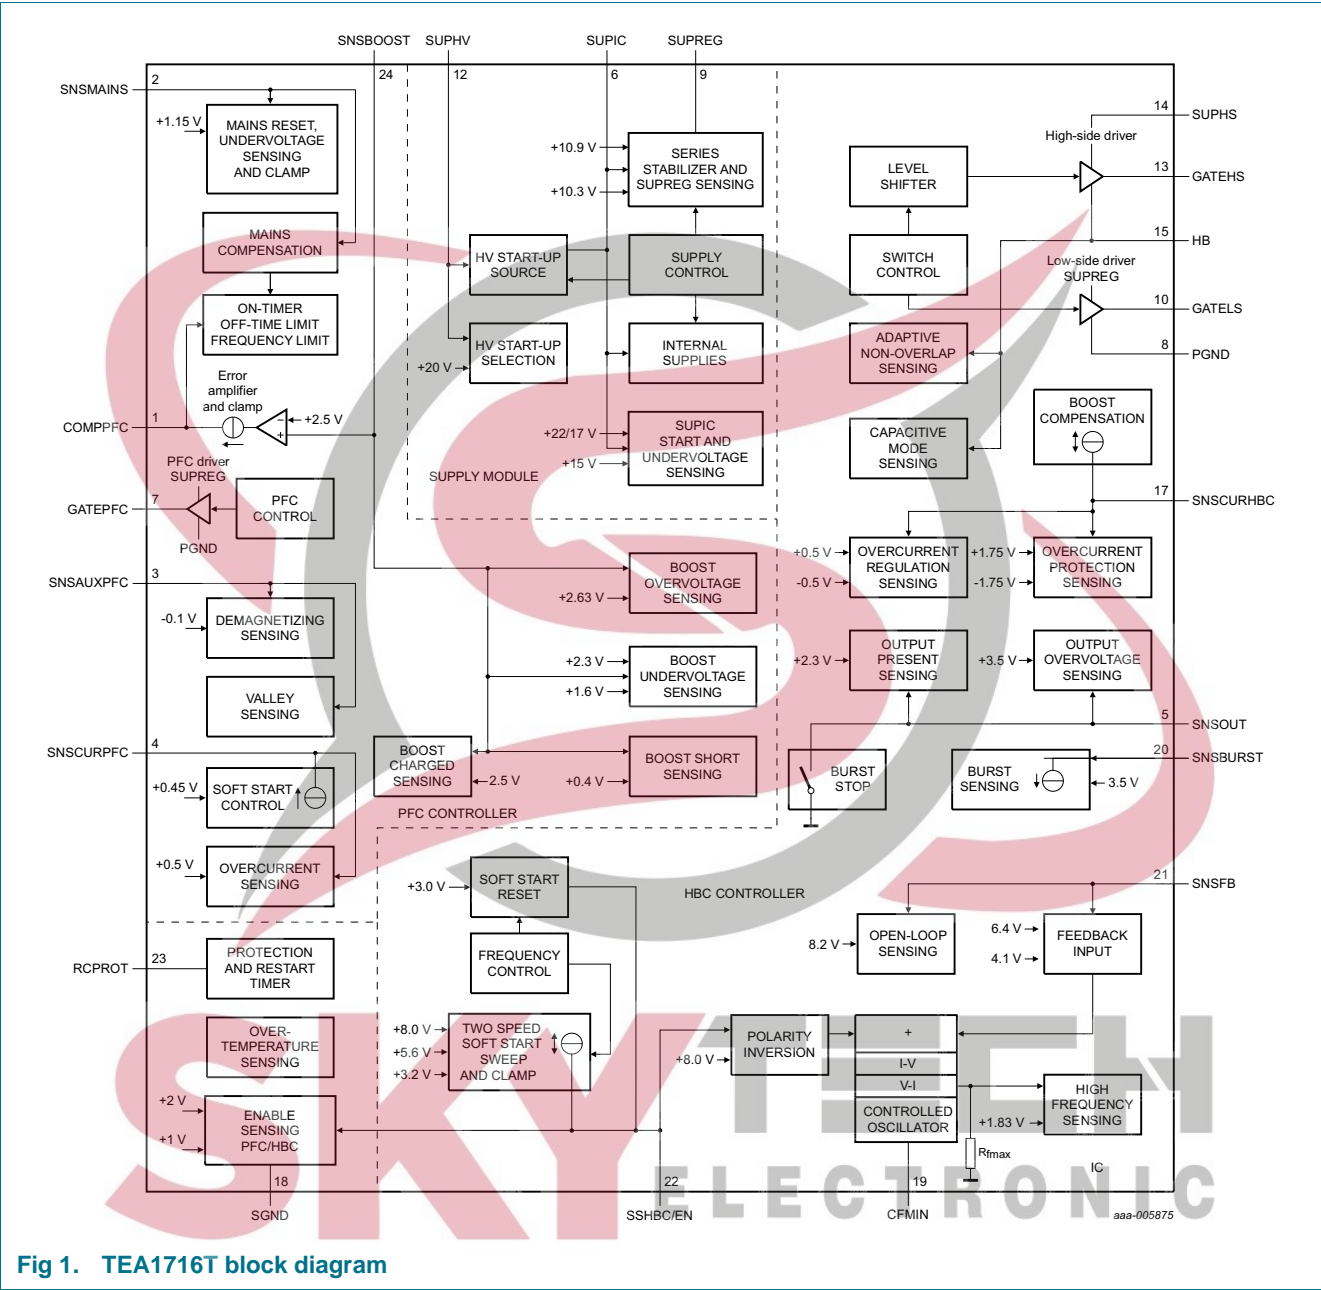 SNSBOOST
SUPHV
SUPIC
SUPREG
24
12
6
9
SNSMAINS
2
+1.15 V
MAINS RESET,
UNDERVOLTAGE
SENSING
AND CLAMP
MAINS
COMPENSATION
ON-TIMER
OFF-TIME LIMIT
FREQUENCY LIMIT
Error
amplifier
and clamp
+2.5 V
COMPPFC
1
PFC driver
SUPREG
GATEPFC
7
PFC
CONTROL
PGND
SNSAUXPFC
3
-0.1 V
DEMAGNETIZING
SENSING
VALLEY
SENSING
SNSCURPFC
4
+0.45 V
SOFT START
CONTROL
+0.5 V
OVERCURRENT
SENSING
RCPROT
23
PROTECTION
AND RESTART
TIMER
OVER-
TEMPERATURE
SENSING
+2 V
+1 V
ENABLE
SENSING
PFC/HBC
18
SGND
+10.9 V
+10.3 V
SERIES
STABILIZER AND
SUPREG SENSING
HV START-UP
SOURCE
SUPPLY
CONTROL
HV START-UP
SELECTION
+20 V
INTERNAL
SUPPLIES
+22/17 V
+15 V
SUPIC
START AND
UNDERVOLTAGE
SENSING
SUPPLY MODULE
BOOST
OVERVOLTAGE
SENSING
+2.63 V
+2.3 V
+1.6 V
BOOST
UNDERVOLTAGE
SENSING
BOOST
CHARGED
SENSING
2.5 V
+0.4 V
BOOST SHORT
SENSING
PFC CONTROLLER
+3.0 V
SOFT START
RESET
HBC CONTROLLER
FREQUENCY
CONTROL
+8.0 V
+5.6 V
+3.2 V
TWO SPEED
SOFT START
SWEEP
AND CLAMP
22
SSHBC/EN
LEVEL
SHIFTER
High-side driver
14
SUPHS
13
GATEHS
15
HB
SWITCH
CONTROL
Low-side driver
SUPREG
10
GATELS
8
PGND
ADAPTIVE
NON-OVERLAP
SENSING
CAPACITIVE
MODE
SENSING
BOOST
COMPENSATION
17
SNSCURHBC
+0.5 V
-0.5 V
OVERCURRENT
REGULATION
SENSING
+1.75 V
-1.75 V
OVERCURRENT
PROTECTION
SENSING
+2.3 V
OUTPUT
PRESENT
SENSING
+3.5 V
OUTPUT
OVERVOLTAGE
SENSING
5
SNSOUT
BURST
STOP
BURST
SENSING
20
SNSBURST
3.5 V
21
SNSFB
8.2 V
OPEN-LOOP
SENSING
6.4 V
4.1 V
FEEDBACK
INPUT
POLARITY
INVERSION
+8.0 V
+
I-V
V-I
CONTROLLED
OSCILLATOR
HIGH
FREQUENCY
SENSING
+1.83 V
Rfmax
IC
19
CFMIN
aaa-005875
SKYTECH
ELECTRONIC
Fig 1. TEA1716T block diagram